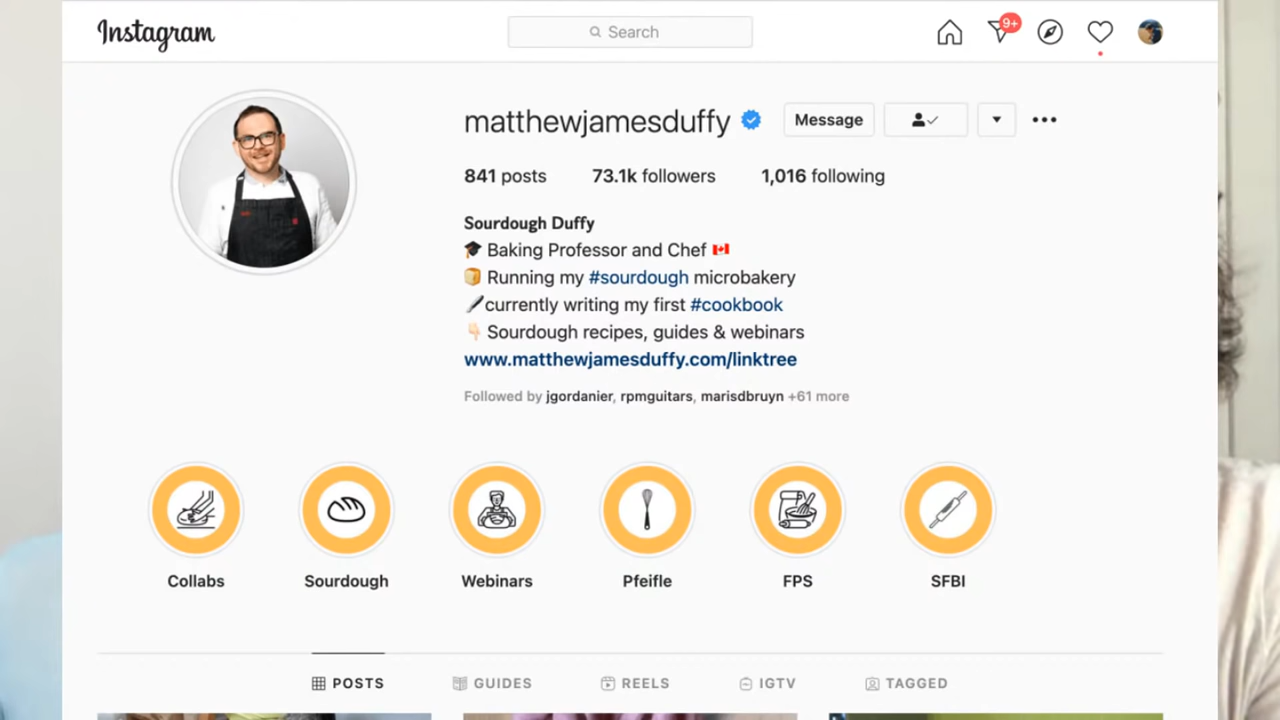 Instagram
Search
9+
matthewjamesduffy
Message
841 posts 73.1k followers 1,016 following
Sourdough Duffy
🎓 Baking Professor and Chef 🇨🇦
🍞 Running my #sourdough microbakery
🖋currently writing my first #cookbook
👇🏻 Sourdough recipes, guides & webinars
www.matthewjamesduffy.com/linktree
Followed by jgordanier, rpmguitars, marisdbruyn +61 more
Collabs Sourdough Webinars Pfeifle FPS SFBI
POSTS GUIDES REELS IGTV TAGGED